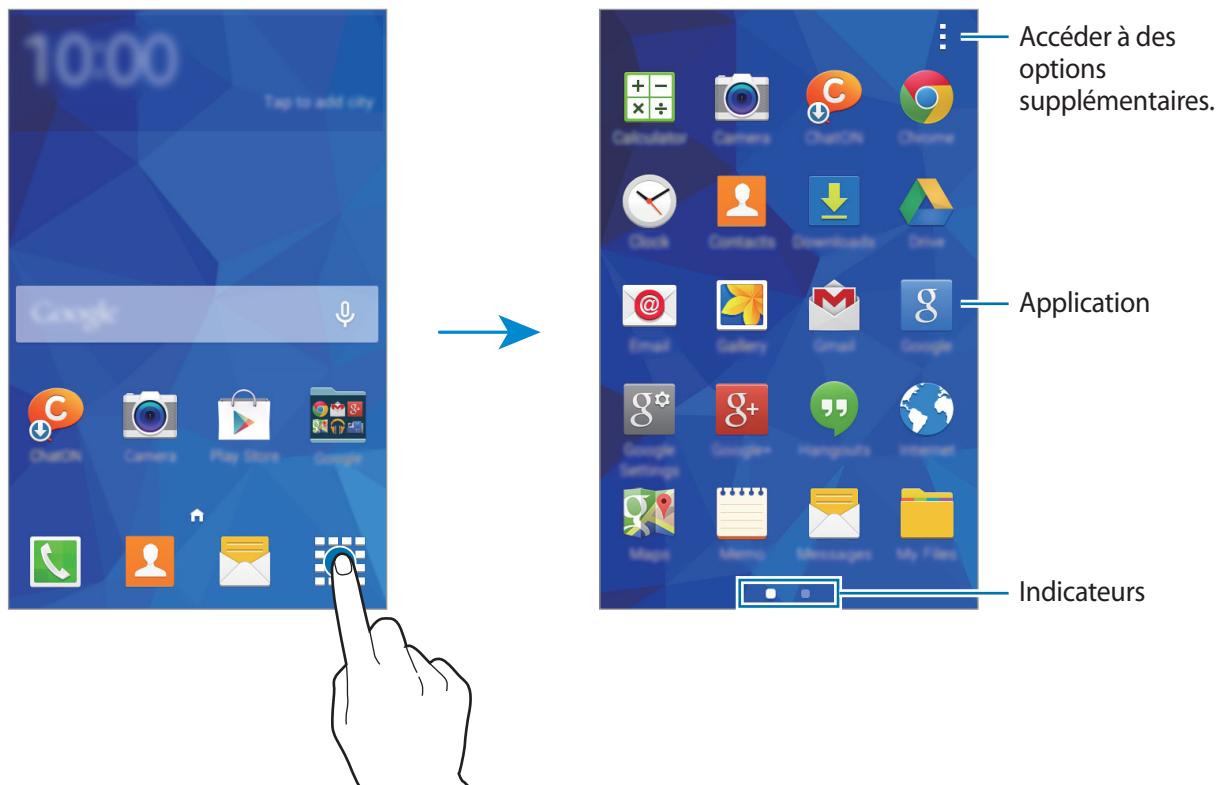 10:00
Tap to add city
Google
ChatON
Camera
Play Store
Google
Accéder à des
options
supplémentaires.
Calculator
Camera
ChatON
Chrome
Clock
Contacts
Downloads
Drive
Email
Gallery
Gmail
Google
Application
Google
Settings
Google+
Hangouts
Internet
Maps
Memo
Messages
My Files
Indicateurs